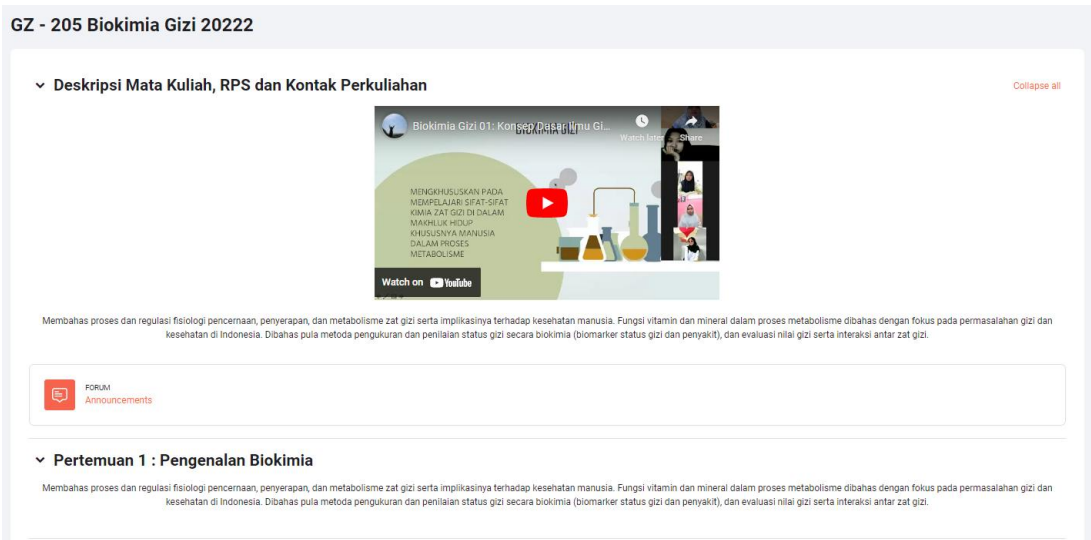 GZ - 205 Biokimia Gizi 20222
Deskripsi Mata Kuliah, RPS dan Kontak Perkuliahan
Collapse all
Biokimia Gizi 01: Konsep Dasar Ilmu Gi...
Watch later
Share
MENGKHUSUSKAN PADA
MEMPELAJARI SIFAT-SIFAT
KIMIA ZAT GIZI DI DALAM
MAKHLUK HIDUP
KHUSUSNYA MANUSIA
DALAM PROSES
METABOLISME
Watch on YouTube
Membahas proses dan regulasi fisiologi pencernaan, penyerapan, dan metabolisme zat gizi serta implikasinya terhadap kesehatan manusia. Fungsi vitamin dan mineral dalam proses metabolisme dibahas dengan fokus pada permasalahan gizi dan
kesehatan di Indonesia. Dibahas pula metoda pengukuran dan penilaian status gizi secara biokimia (biomarker status gizi dan penyakit), dan evaluasi nilai gizi serta interaksi antar zat gizi.
FORUM
Announcements
Pertemuan 1 : Pengenalan Biokimia
Membahas proses dan regulasi fisiologi pencernaan, penyerapan, dan metabolisme zat gizi serta implikasinya terhadap kesehatan manusia. Fungsi vitamin dan mineral dalam proses metabolisme dibahas dengan fokus pada permasalahan gizi dan
kesehatan di Indonesia. Dibahas pula metoda pengukuran dan penilaian status gizi secara biokimia (biomarker status gizi dan penyakit), dan evaluasi nilai gizi serta interaksi antar zat gizi.